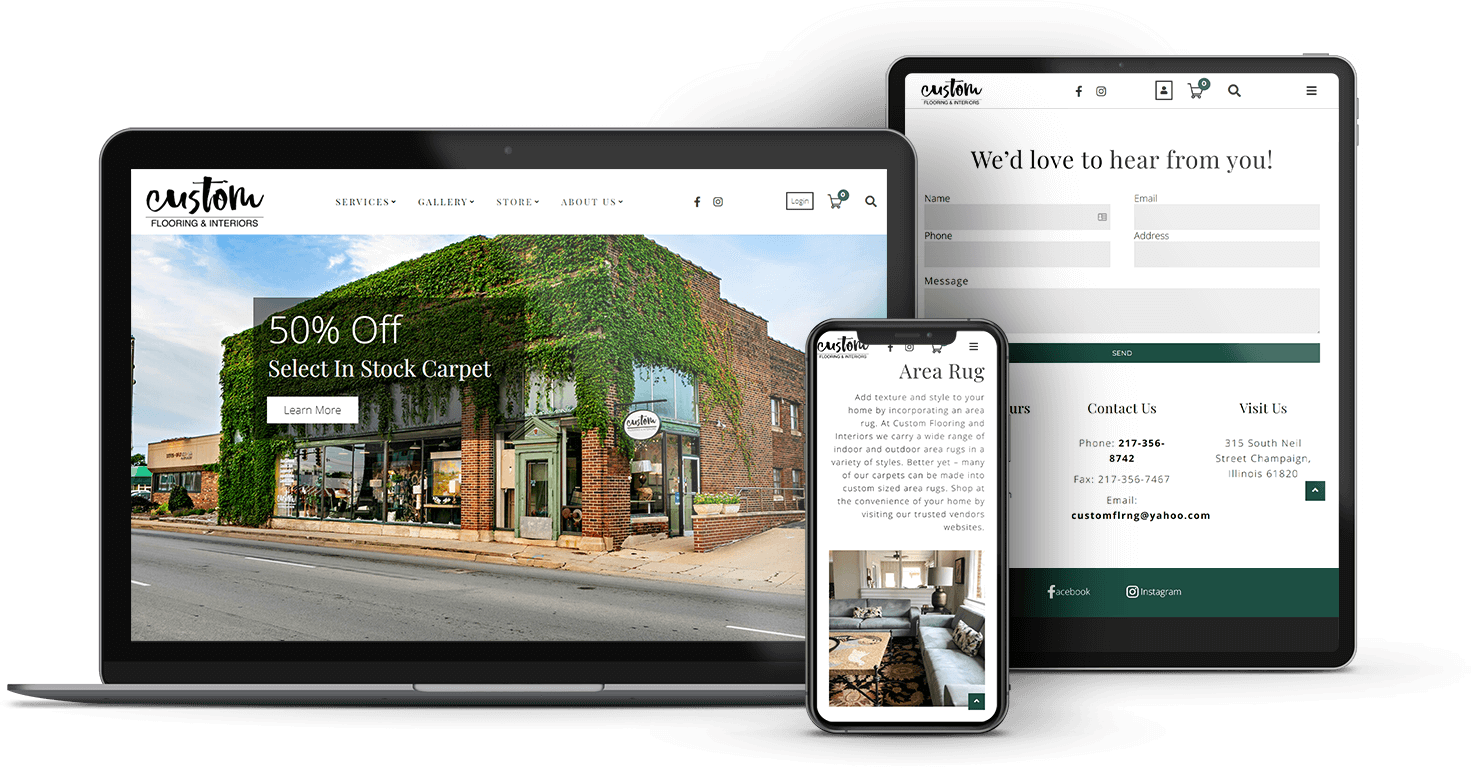 custom
FLOORING & INTERIORS
SERVICES
GALLERY
STORE
ABOUT US
Login
0
50% Off
Select In Stock Carpet
Learn More
custom
custom
FLOORING & INTERIORS
0
We’d love to hear from you!
Name
Email
Phone
Address
Message
SEND
urs
Contact Us
Visit Us
Phone: 217-356-
8742
Fax: 217-356-7467
Email:
customflrng@yahoo.com
315 South Neil
Street Champaign,
Illinois 61820
facebook
Instagram
custom
FLOORING & INTERIORS
Area Rug
Add texture and style to your
home by incorporating an area
rug. At Custom Flooring and
Interiors we carry a wide range of
indoor and outdoor area rugs in a
variety of styles. Better yet – many
of our carpets can be made into
custom sized area rugs. Shop at
the convenience of your home by
visiting our trusted vendors
websites.